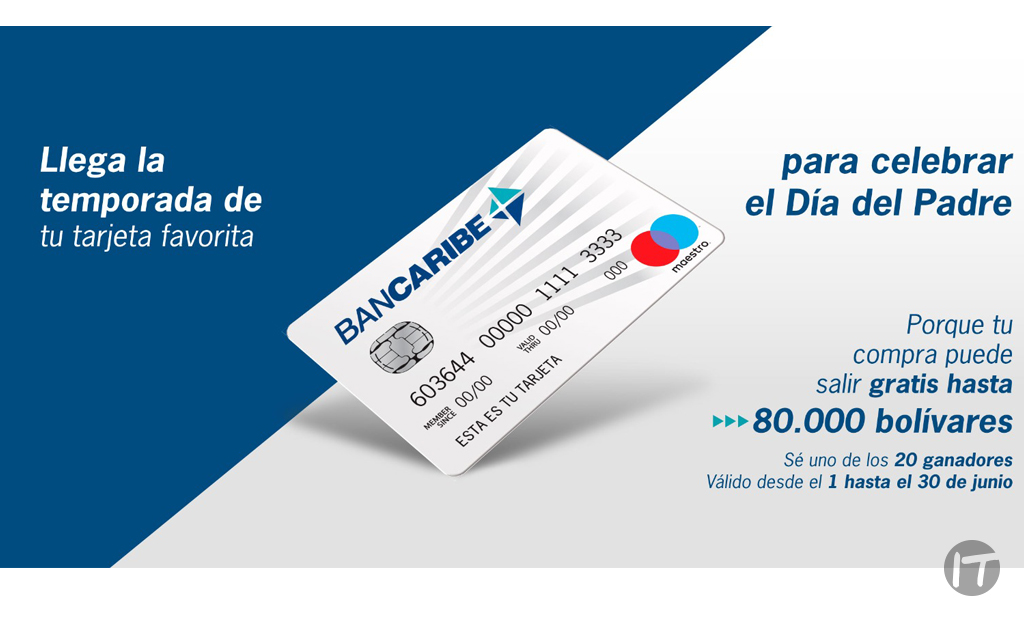 Llega la
temporada de
tu tarjeta favorita
BANCARIBE
603644 00000 1111 3333
000
MEMBER
SINCE 00/00
VALID
THRU 00/00
ESTA ES TU TARJETA
maestro
para celebrar
el Día del Padre
Porque tu
compra puede
salir gratis hasta
80.000 bolívares
Sé uno de los 20 ganadores
Válido desde el 1 hasta el 30 de junio
IT